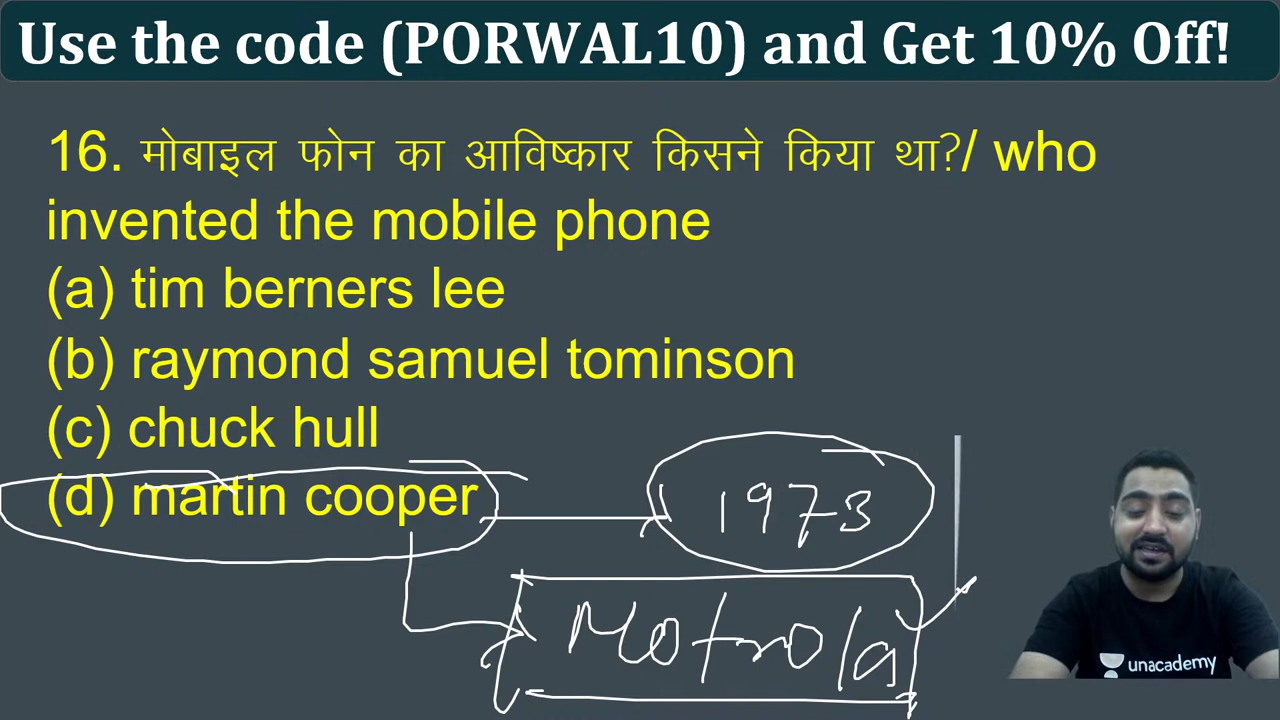 Use the code (PORWAL10) and Get 10% Off!
16. मोबाइल फोन का आविष्कार किसने किया था?/ who
invented the mobile phone
(a) tim berners lee
(b) raymond samuel tominson
(c) chuck hull
(d) martin cooper
1973
Motrola
unacademy